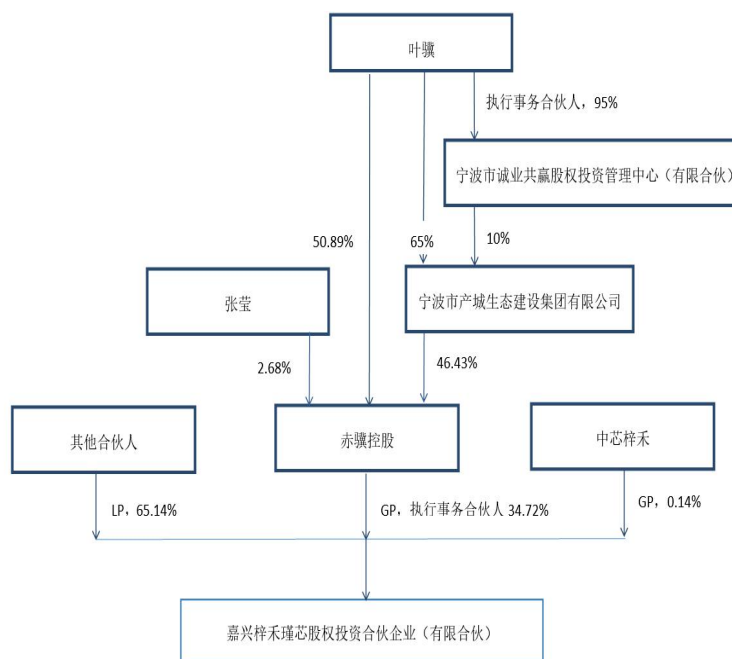 叶骥
执行事务合伙人，95%
宁波市诚业共赢股权投资管理中心（有限合伙）
50.89%
65%
10%
张莹
宁波市产城生态建设集团有限公司
2.68%
46.43%
其他合伙人
赤骥控股
中芯梓禾
LP，65.14%
GP，执行事务合伙人 34.72%
GP，0.14%
嘉兴梓禾瑾芯股权投资合伙企业（有限合伙）